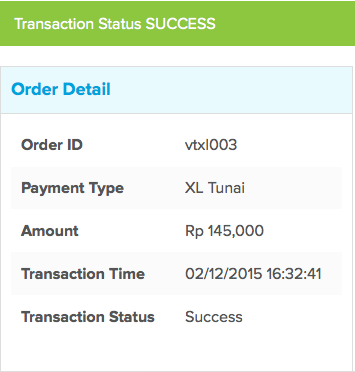 Transaction Status SUCCESS
Order Detail
Order ID vtxl003
Payment Type XL Tunai
Amount Rp 145,000
Transaction Time 02/12/2015 16:32:41
Transaction Status Success